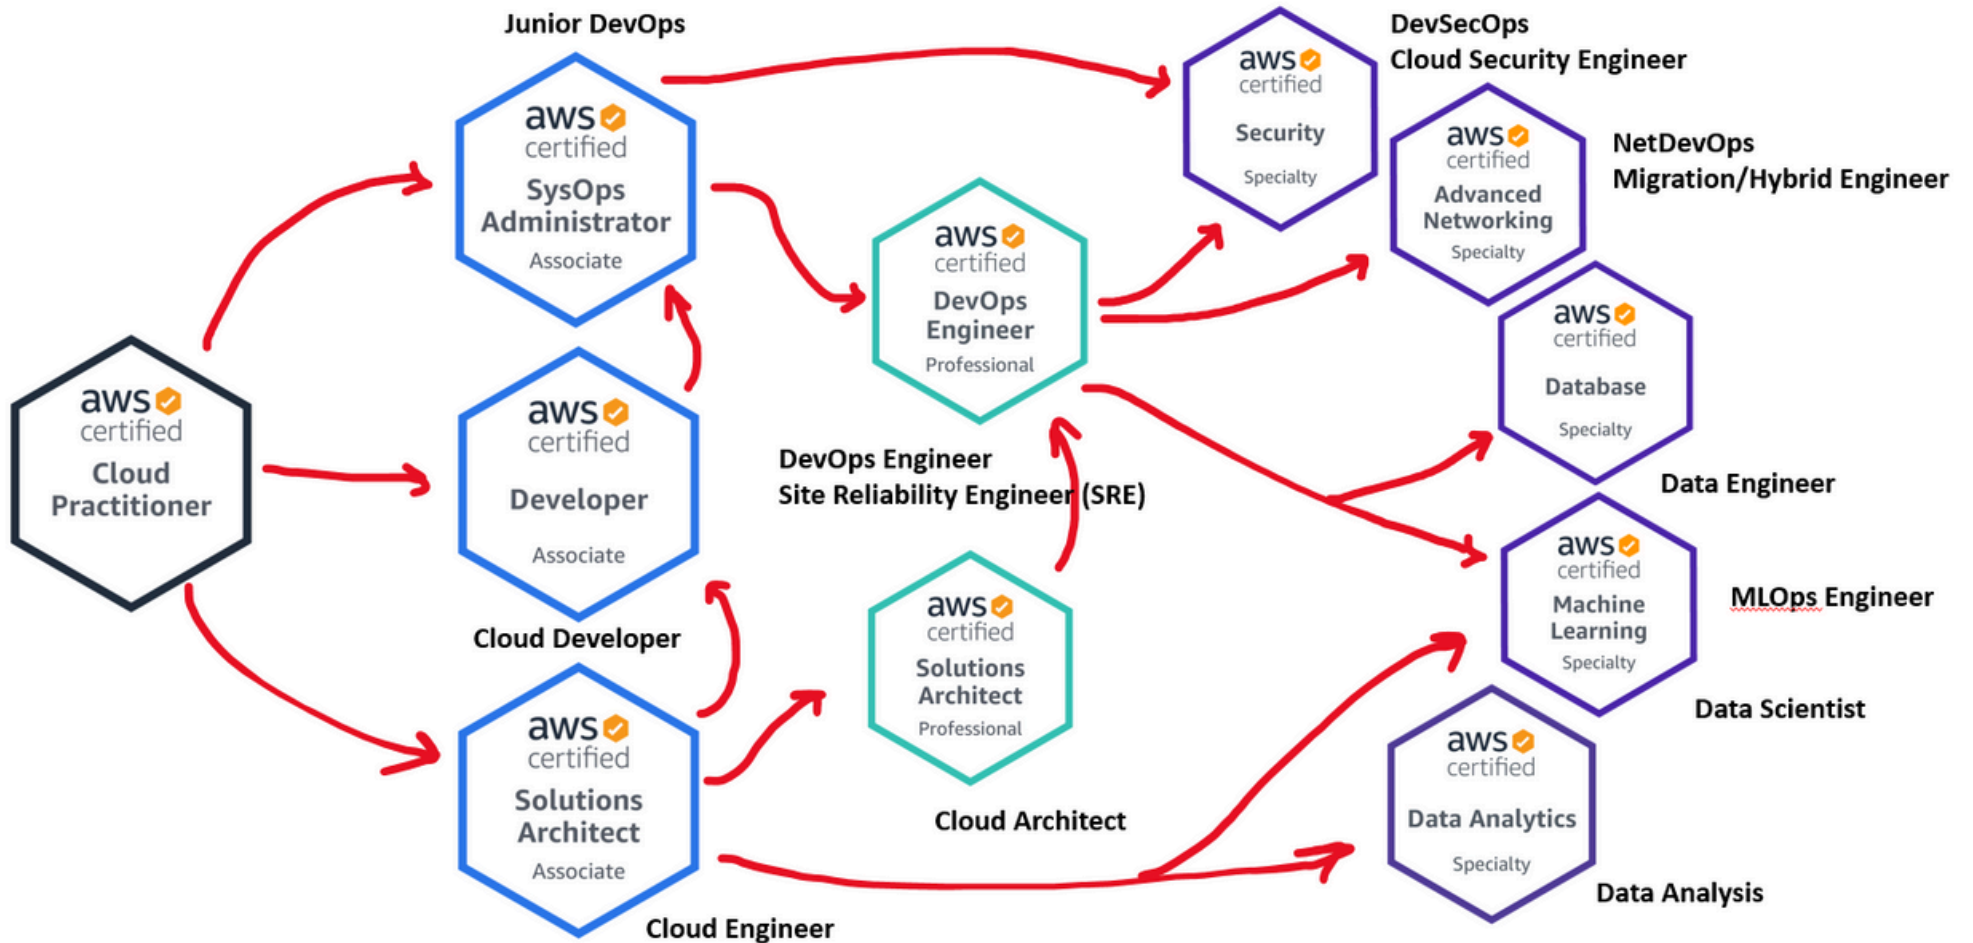 Junior DevOps
aws
certified
SysOps
Administrator
Associate
aws
certified
Security
Specialty
DevSecOps
Cloud Security Engineer
aws
certified
Advanced
Networking
Specialty
NetDevOps
Migration/Hybrid Engineer
aws
certified
DevOps
Engineer
Professional
DevOps Engineer
Site Reliability Engineer (SRE)
aws
certified
Database
Specialty
Data Engineer
aws
certified
Cloud
Practitioner
aws
certified
Developer
Associate
Cloud Developer
aws
certified
Solutions
Architect
Professional
Cloud Architect
aws
certified
Machine
Learning
Specialty
MLOps Engineer
Data Scientist
aws
certified
Solutions
Architect
Associate
Cloud Engineer
aws
certified
Data Analytics
Specialty
Data Analysis